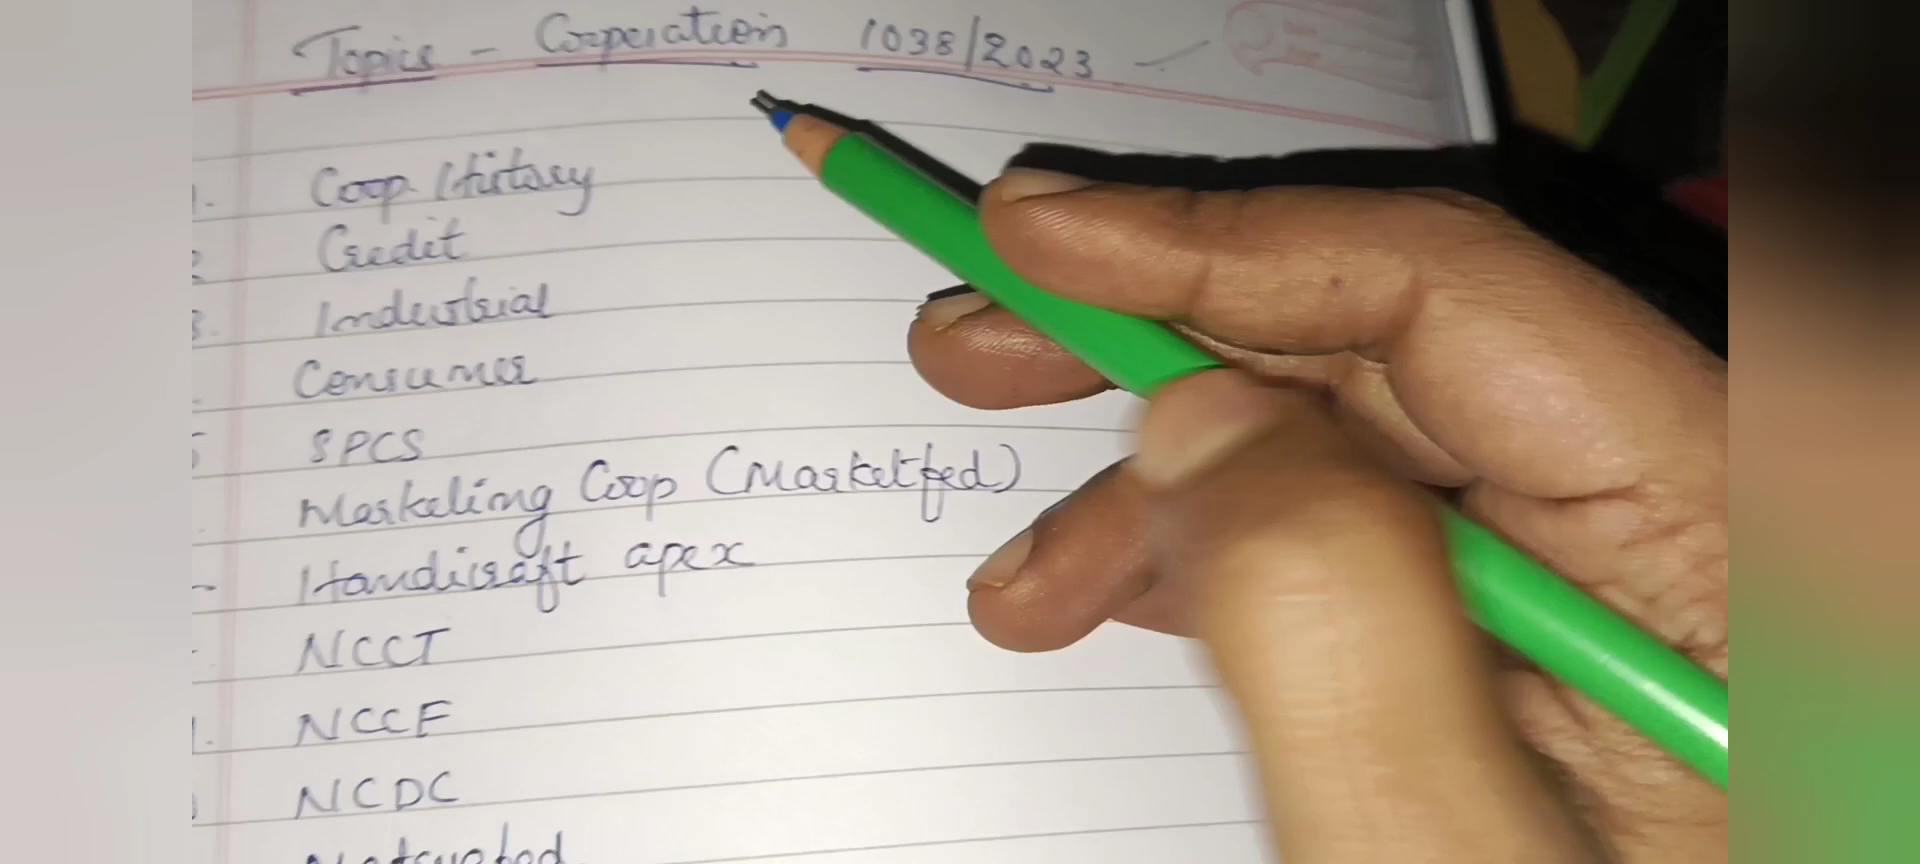 Topics - Cooperation 1038/2023
1. Coop. History
2 Credit
3. Industrial
Consumer
5 SPCS
Marketing Coop (Marketfed)
Handicraft apex
NCCT
NCCF
NCDC